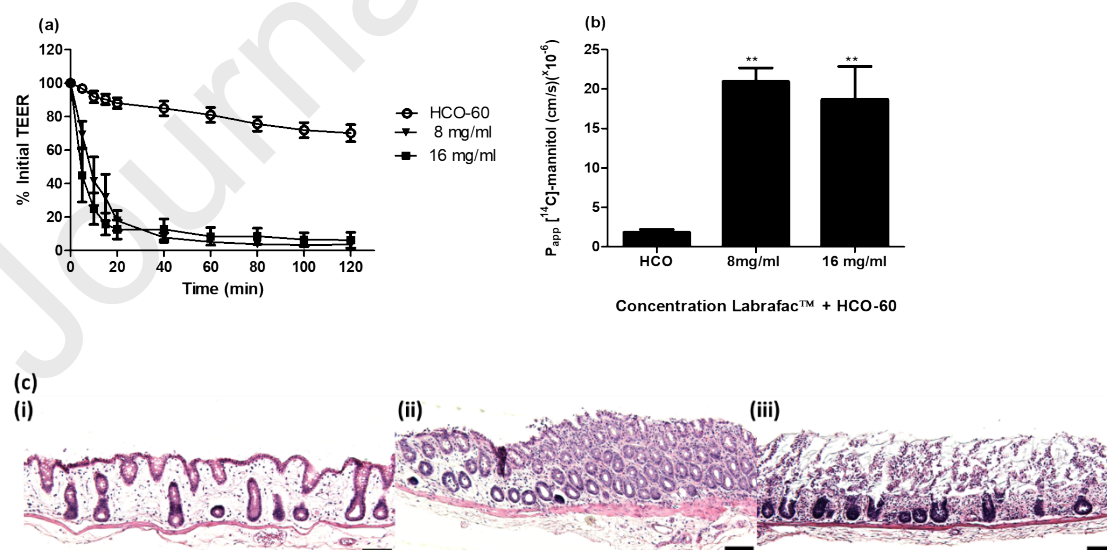 Journa
(a)
120
100
80
60
40
20
0
% Initial TEER
0 20 40 60 80 100 120
Time (min)
HCO-60
8 mg/ml
16 mg/ml
(b)
25
20
15
10
5
0
P_app [¹⁴C]-mannitol (cm/s)(ˣ10⁻⁶)
** **
HCO 8mg/ml 16 mg/ml
Concentration Labrafac™ + HCO-60
(c)
(i) (ii) (iii)